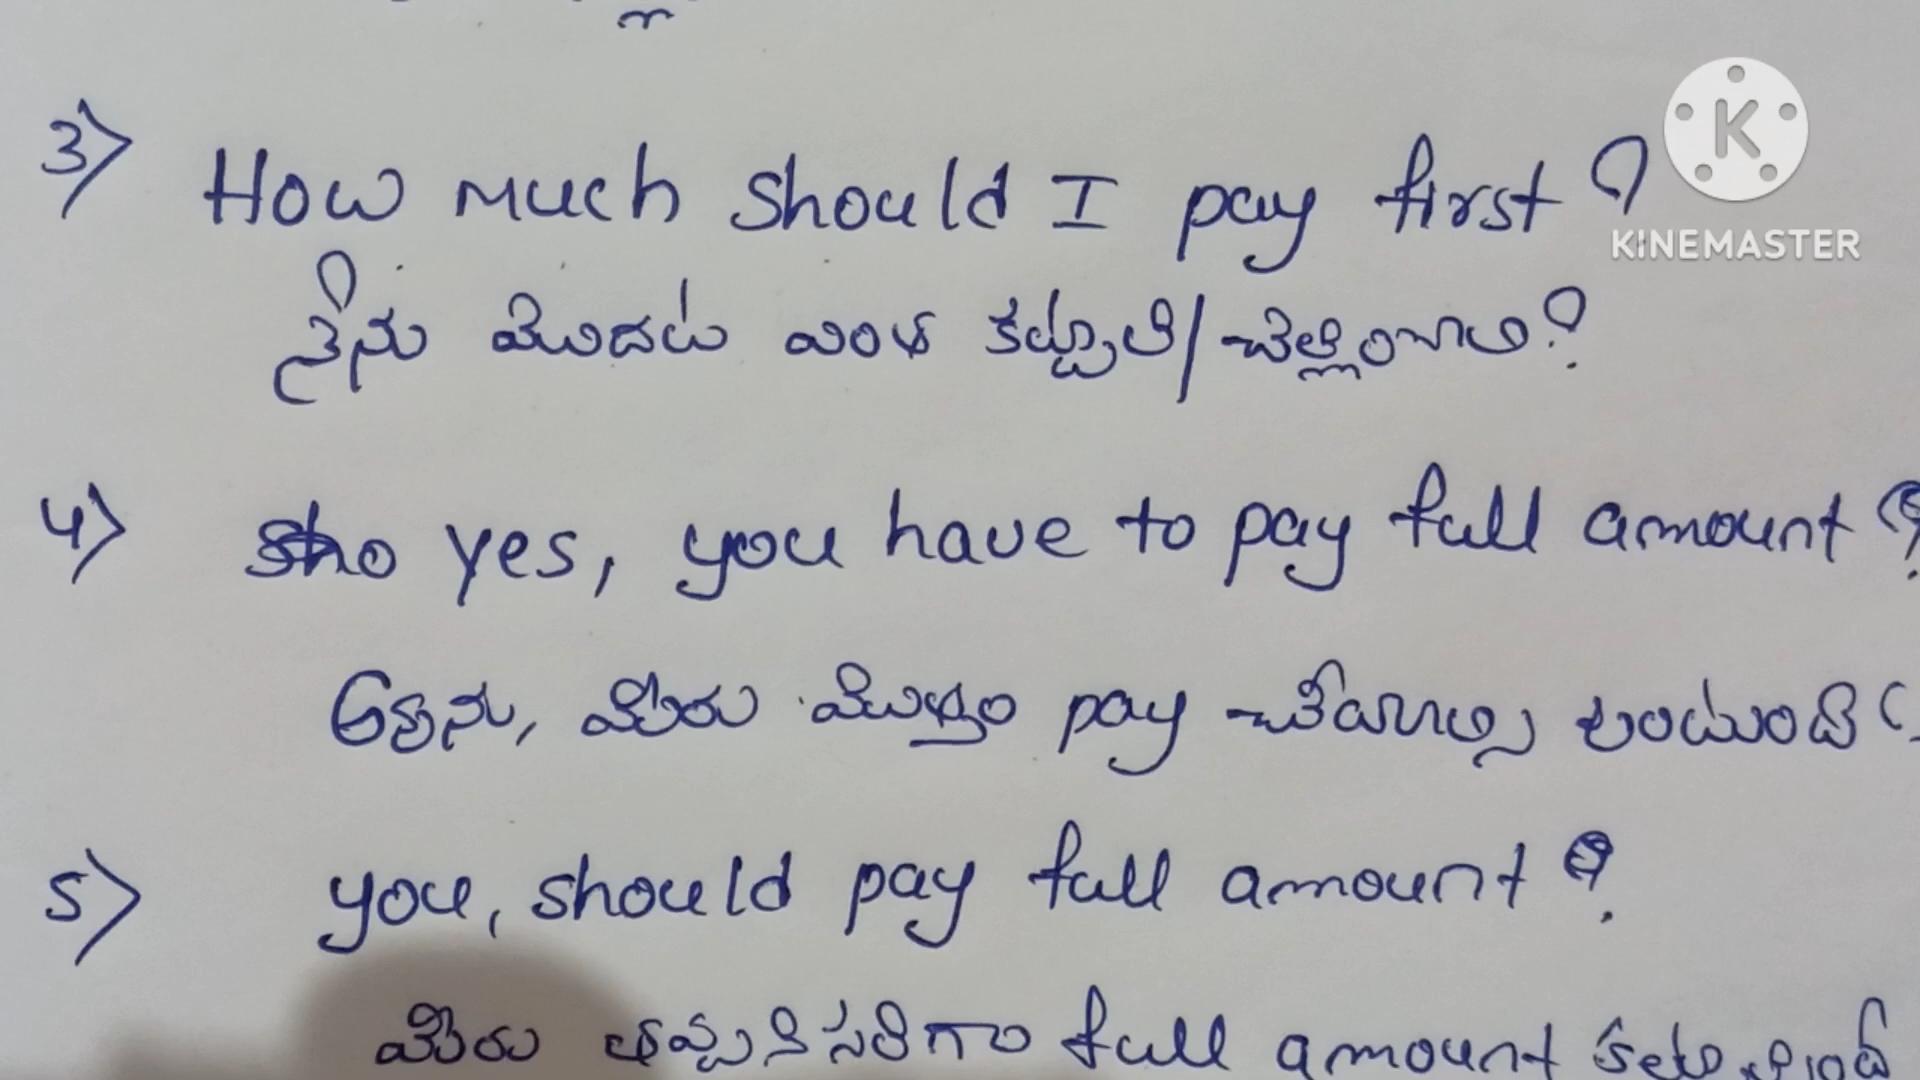 3) How much should I pay first?
KINEMASTER
నేను మొదట ఎంత కట్టాలి/చెల్లించాలి?
4) yes, you have to pay full amount?
అవును, మీరు మొత్తం pay చేయాల్సి ఉంటుంది
5) you, should pay full amount?
మీరు తప్పనిసరిగా full amount